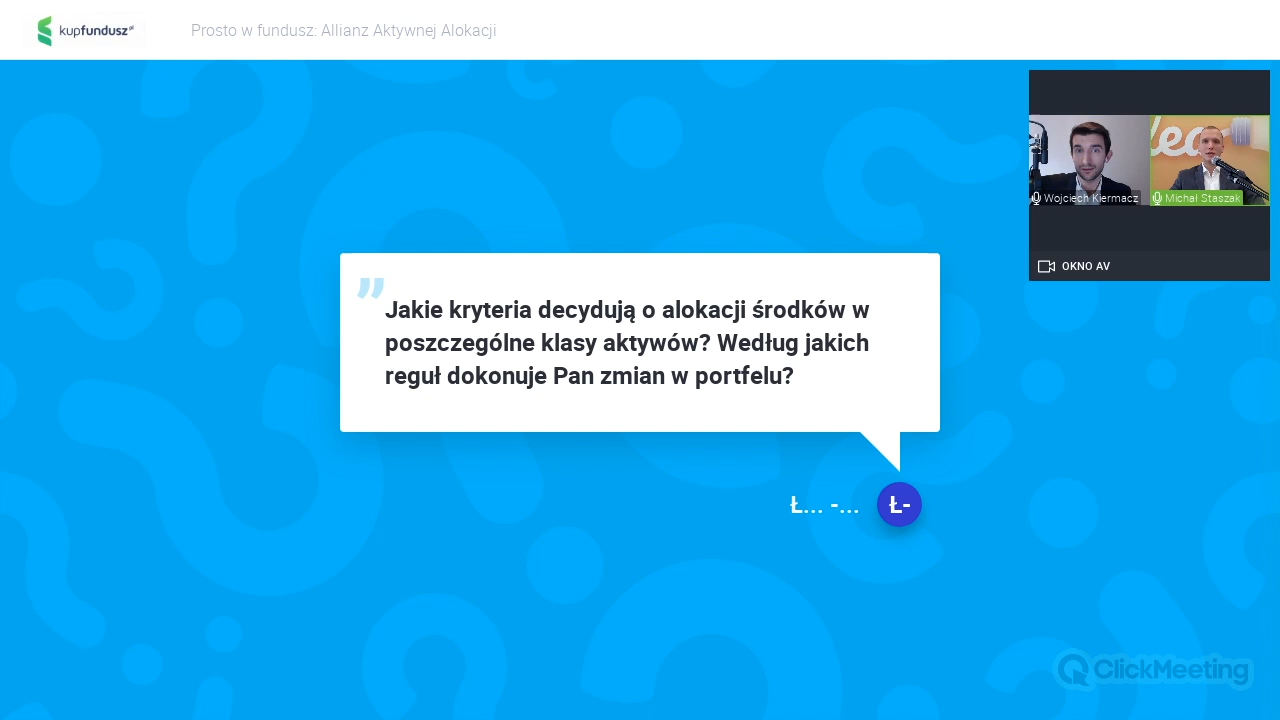 kupfundusz.pl
Prosto w fundusz: Allianz Aktywnej Alokacji
Wojciech Kiermacz
Michał Staszak
OKNO AV
”
Jakie kryteria decydują o alokacji środków w
poszczególne klasy aktywów? Według jakich
reguł dokonuje Pan zmian w portfelu?
Ł... -...
Ł-
ClickMeeting